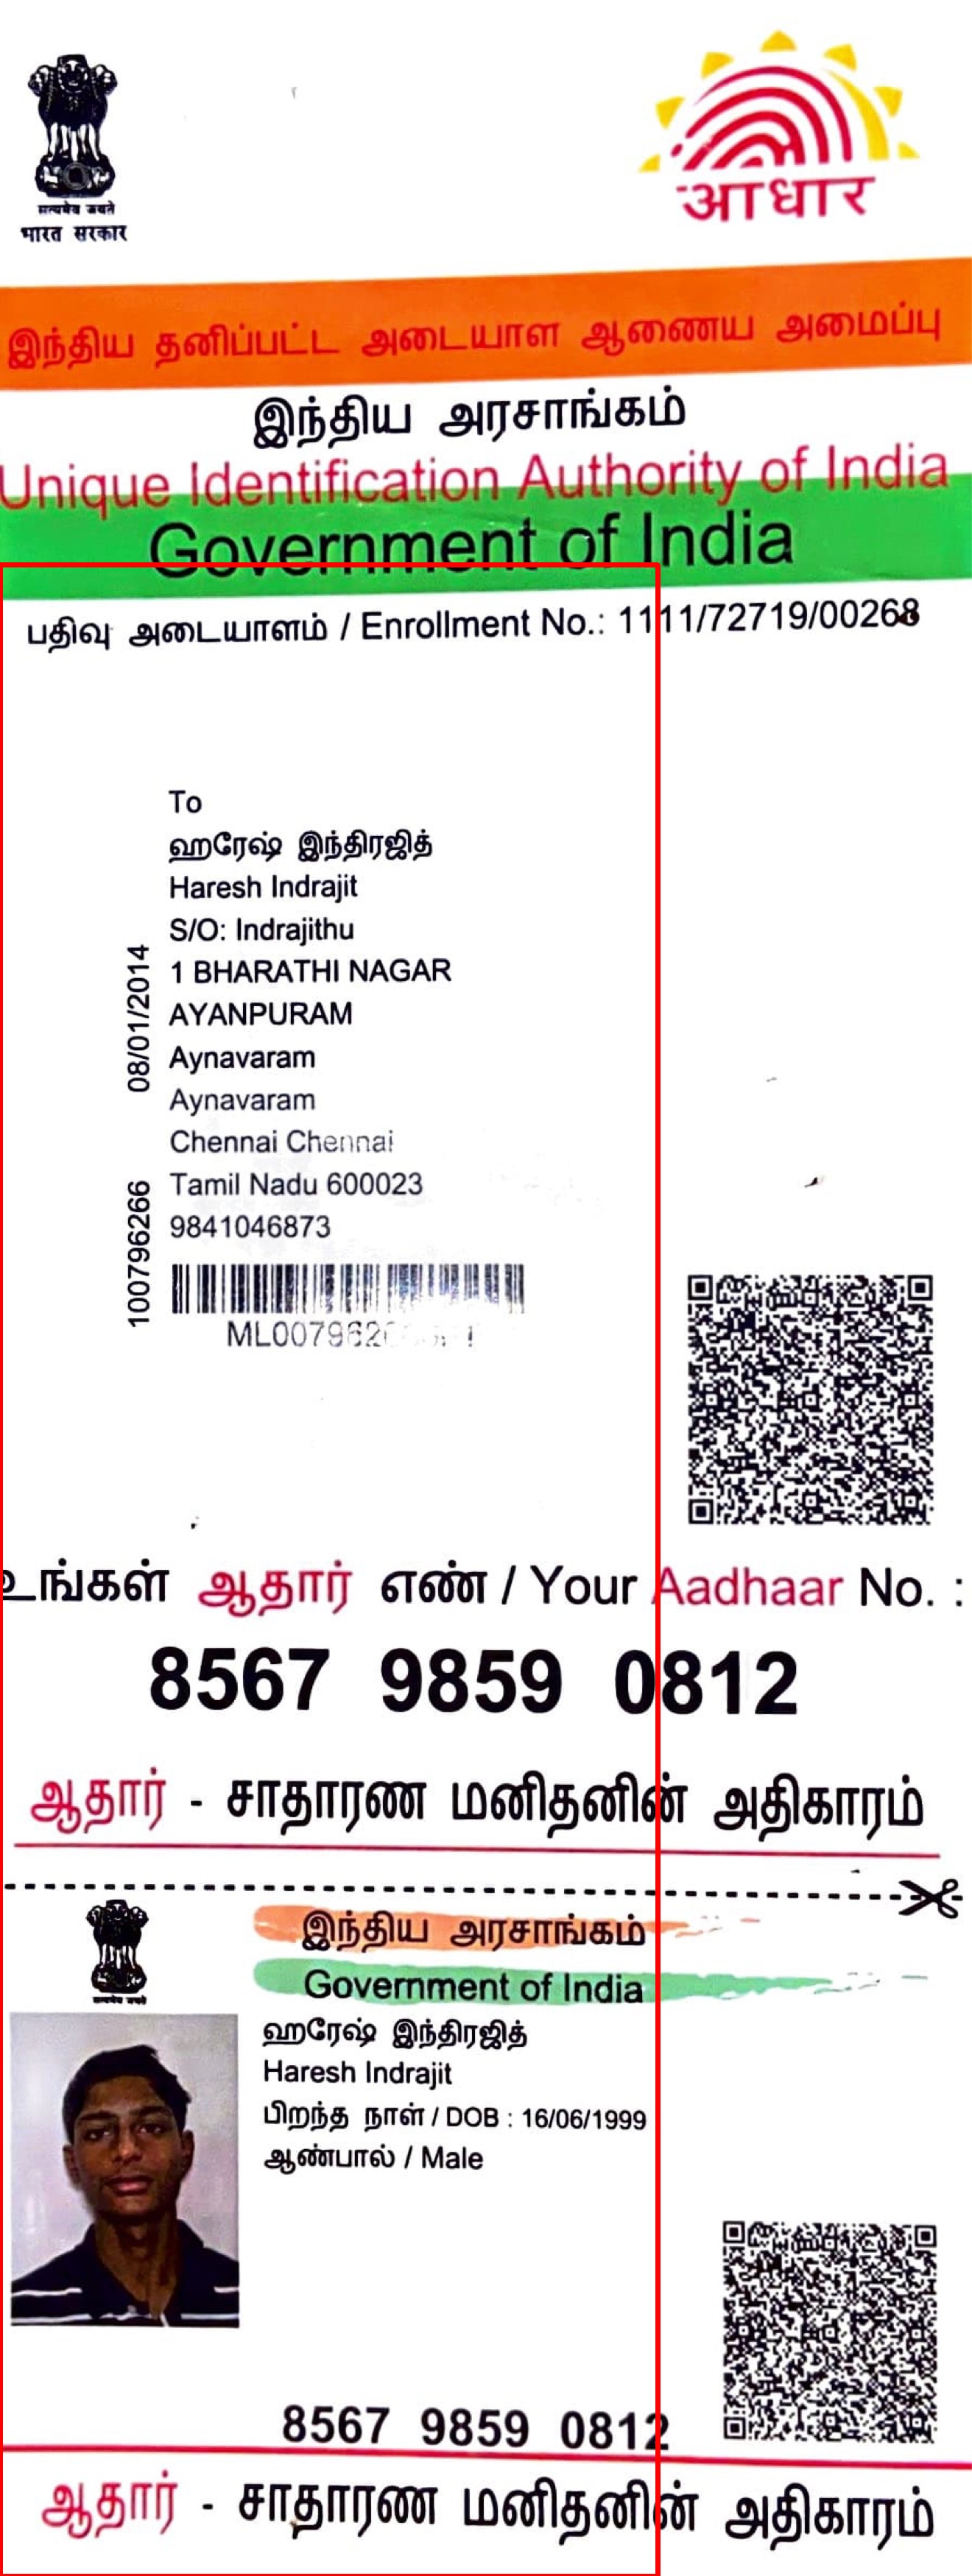 सत्यमेव जयते
भारत सरकार
आधार
இந்திய தனிப்பட்ட அடையாள ஆணைய அமைப்பு
இந்திய அரசாங்கம்
Unique Identification Authority of India
Government of India
பதிவு அடையாளம் / Enrollment No.: 1111/72719/00268
To
ஹரேஷ் இந்திரஜித்
Haresh Indrajit
S/O: Indrajithu
1 BHARATHI NAGAR
AYANPURAM
Aynavaram
Aynavaram
Chennai Chennai
Tamil Nadu 600023
9841046873
08/01/2014
100796266
உங்கள் ஆதார் எண் / Your Aadhaar No. :
8567 9859 0812
ஆதார் - சாதாரண மனிதனின் அதிகாரம்
இந்திய அரசாங்கம்
Government of India
ஹரேஷ் இந்திரஜித்
Haresh Indrajit
பிறந்த நாள் / DOB : 16/06/1999
ஆண்பால் / Male
8567 9859 0812
ஆதார் - சாதாரண மனிதனின் அதிகாரம்